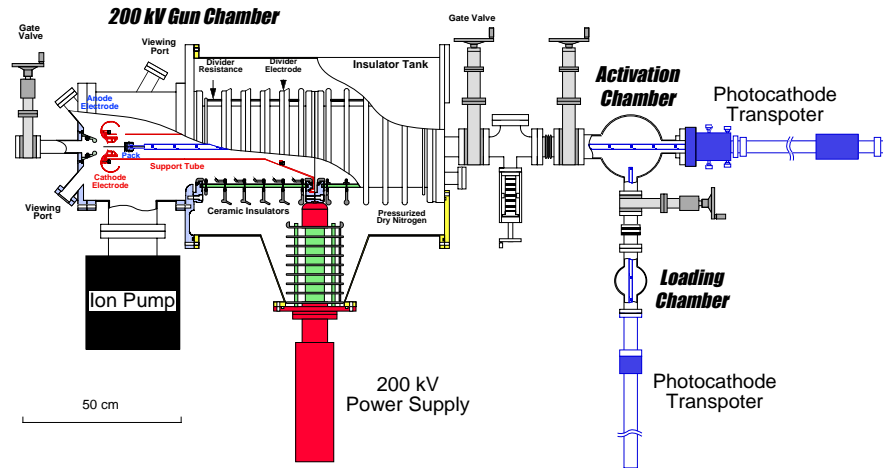 200 kV Gun Chamber
Gate
Valve
Viewing
Port
Gate Valve
Divider
Resistance
Divider
Electrode
Insulator Tank
Activation
Chamber
Photocathode
Transpoter
Anode
Electrode
Pack
Cathode
Electrode
Support Tube
Viewing
Port
Ceramic Insulators
Pressurized
Dry Nitrogen
Ion Pump
Loading
Chamber
200 kV
Power Supply
Photocathode
Transpoter
50 cm